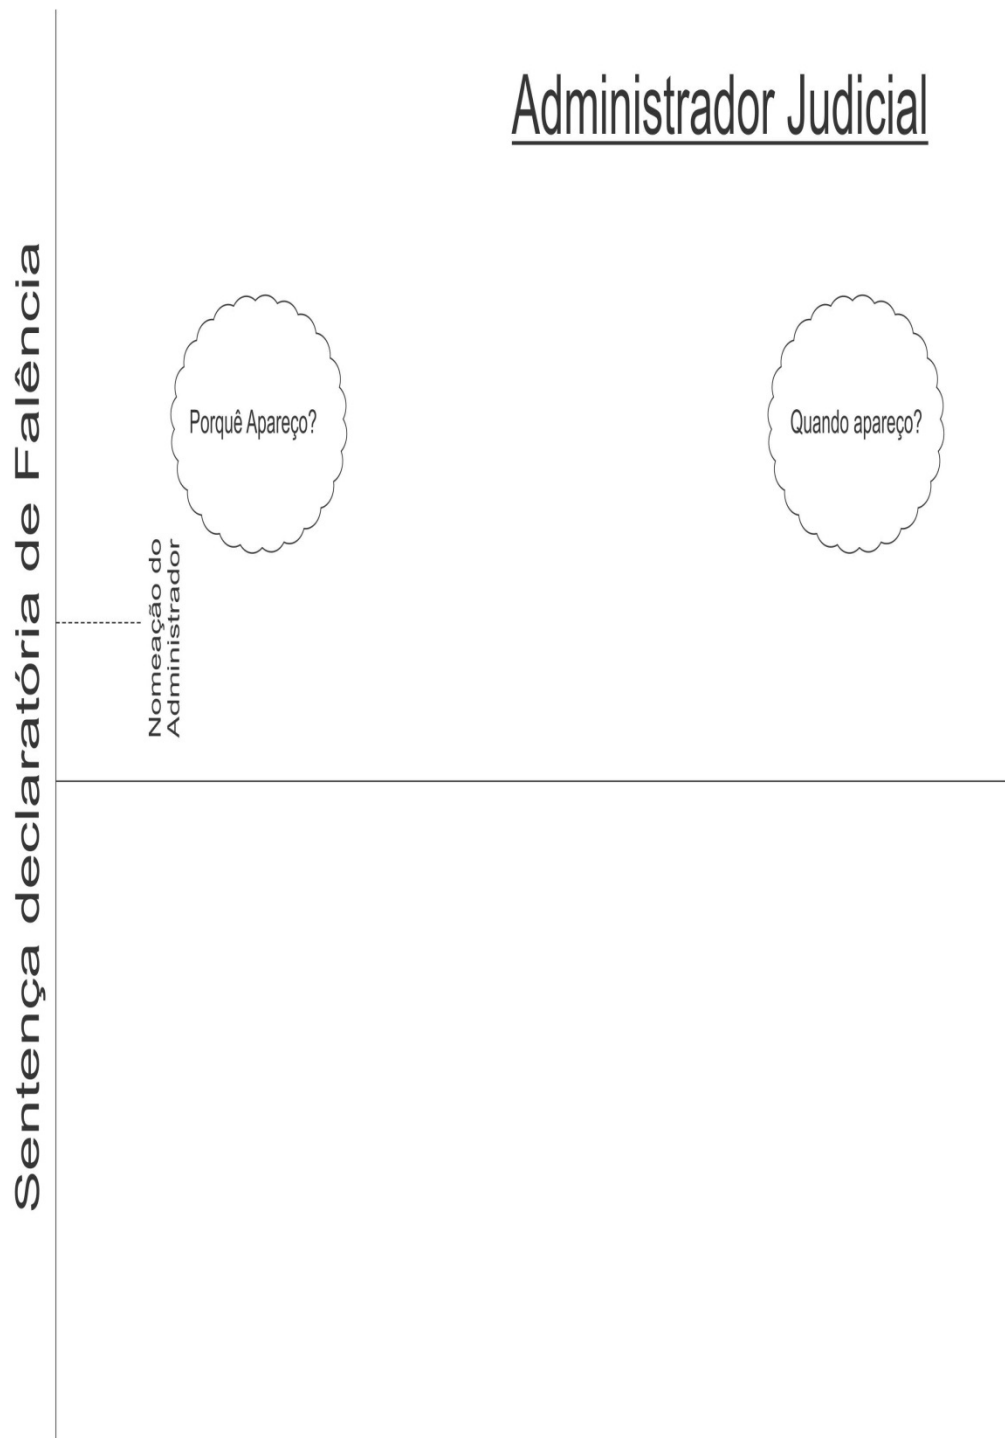 Administrador Judicial
Sentença declaratória de Falência
Porquê Apareço?
Quando apareço?
Nomeação do
Administrador